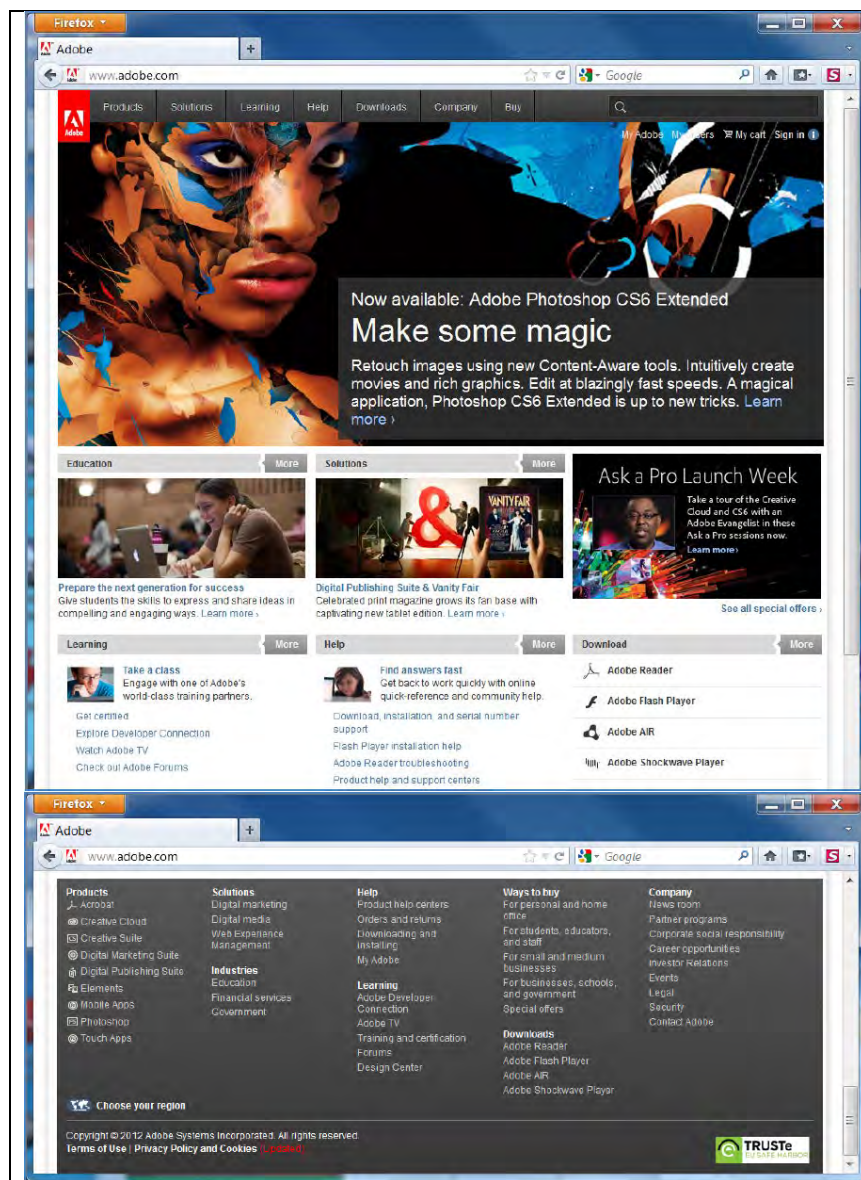 Firefox
Adobe
www.adobe.com
Google
Products Solutions Learning Help Downloads Company Buy
Adobe
My Adobe My cart Sign in
Now available: Adobe Photoshop CS6 Extended
Make some magic
Retouch images using new Content-Aware tools. Intuitively create
movies and rich graphics. Edit at blazingly fast speeds. A magical
application, Photoshop CS6 Extended is up to new tricks. Learn
more ›
Education More
Prepare the next generation for success
Give students the skills to express and share ideas in
compelling and engaging ways. Learn more ›
Solutions More
VANITY FAIR
Digital Publishing Suite & Vanity Fair
Celebrated print magazine grows its fan base with
captivating new tablet edition. Learn more ›
Ask a Pro Launch Week
Take a tour of the Creative
Cloud and CS6 with an
Adobe Evangelist in these
Ask a Pro sessions now.
Learn more ›
See all special offers ›
Learning More
Take a class
Engage with one of Adobe's
world-class training partners.
Get certified
Explore Developer Connection
Watch Adobe TV
Check out Adobe Forums
Help More
Find answers fast
Get back to work quickly with online
quick-reference and community help.
Download, installation, and serial number
support
Flash Player installation help
Adobe Reader troubleshooting
Product help and support centers
Download More
Adobe Reader
Adobe Flash Player
Adobe AIR
Adobe Shockwave Player
Firefox
Adobe
www.adobe.com
Google
Products
Acrobat
Creative Cloud
Creative Suite
Digital Marketing Suite
Digital Publishing Suite
Elements
Mobile Apps
Photoshop
Touch Apps
Solutions
Digital marketing
Digital media
Web Experience
Management
Industries
Education
Financial services
Government
Help
Product help centers
Orders and returns
Downloading and
installing
My Adobe
Learning
Adobe Developer
Connection
Adobe TV
Training and certification
Forums
Design Center
Ways to buy
For personal and home
office
For students, educators,
and staff
For small and medium
businesses
For businesses, schools,
and government
Special offers
Downloads
Adobe Reader
Adobe Flash Player
Adobe AIR
Adobe Shockwave Player
Company
News room
Partner programs
Corporate social responsibility
Career opportunities
Investor Relations
Events
Legal
Security
Contact Adobe
Choose your region
Copyright © 2012 Adobe Systems Incorporated. All rights reserved.
Terms of Use | Privacy Policy and Cookies (Updated)
TRUSTe
EU SAFE HARBOR